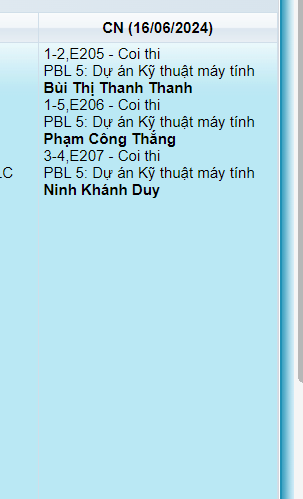 CN (16/06/2024)
1-2,E205 - Coi thi
PBL 5: Dự án Kỹ thuật máy tính
Bùi Thị Thanh Thanh
1-5,E206 - Coi thi
PBL 5: Dự án Kỹ thuật máy tính
Phạm Công Thắng
3-4,E207 - Coi thi
LC
PBL 5: Dự án Kỹ thuật máy tính
Ninh Khánh Duy